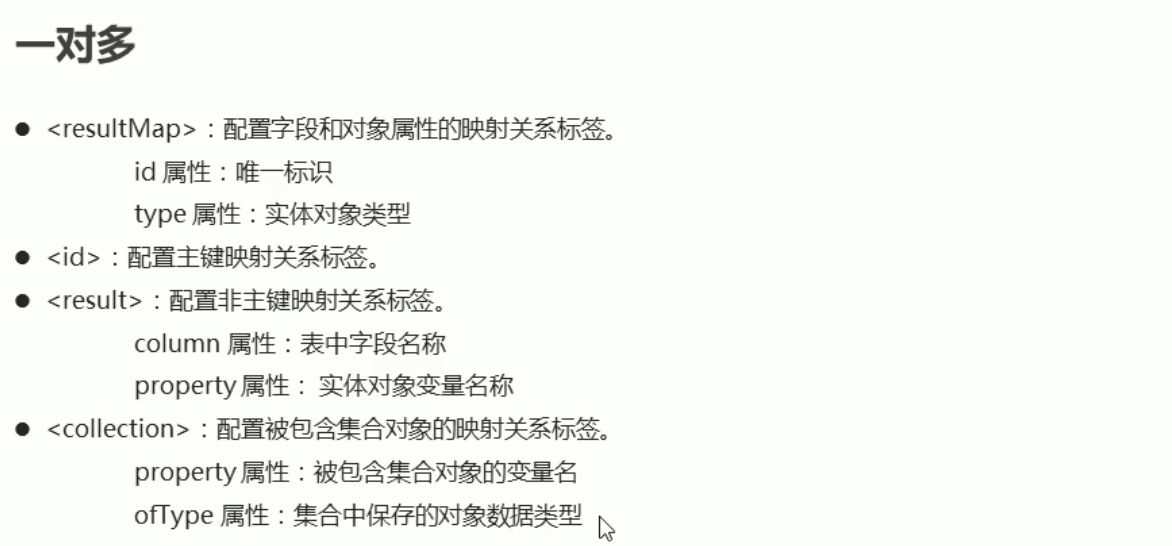 一对多
● <resultMap>：配置字段和对象属性的映射关系标签。
id 属性：唯一标识
type 属性：实体对象类型
● <id>：配置主键映射关系标签。
● <result>：配置非主键映射关系标签。
column 属性：表中字段名称
property 属性： 实体对象变量名称
● <collection>：配置被包含集合对象的映射关系标签。
property 属性：被包含集合对象的变量名
ofType 属性：集合中保存的对象数据类型